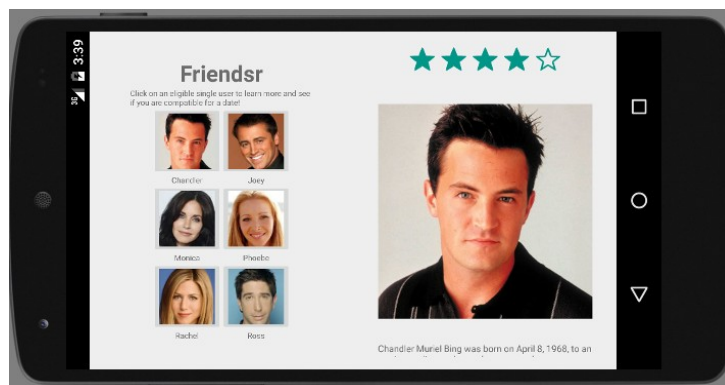 3G 3:39
Friendsr
Click on an eligible single user to learn more and see
if you are compatible for a date!
Chandler Joey
Monica Phoebe
Rachel Ross
Chandler Muriel Bing was born on April 8, 1968, to an